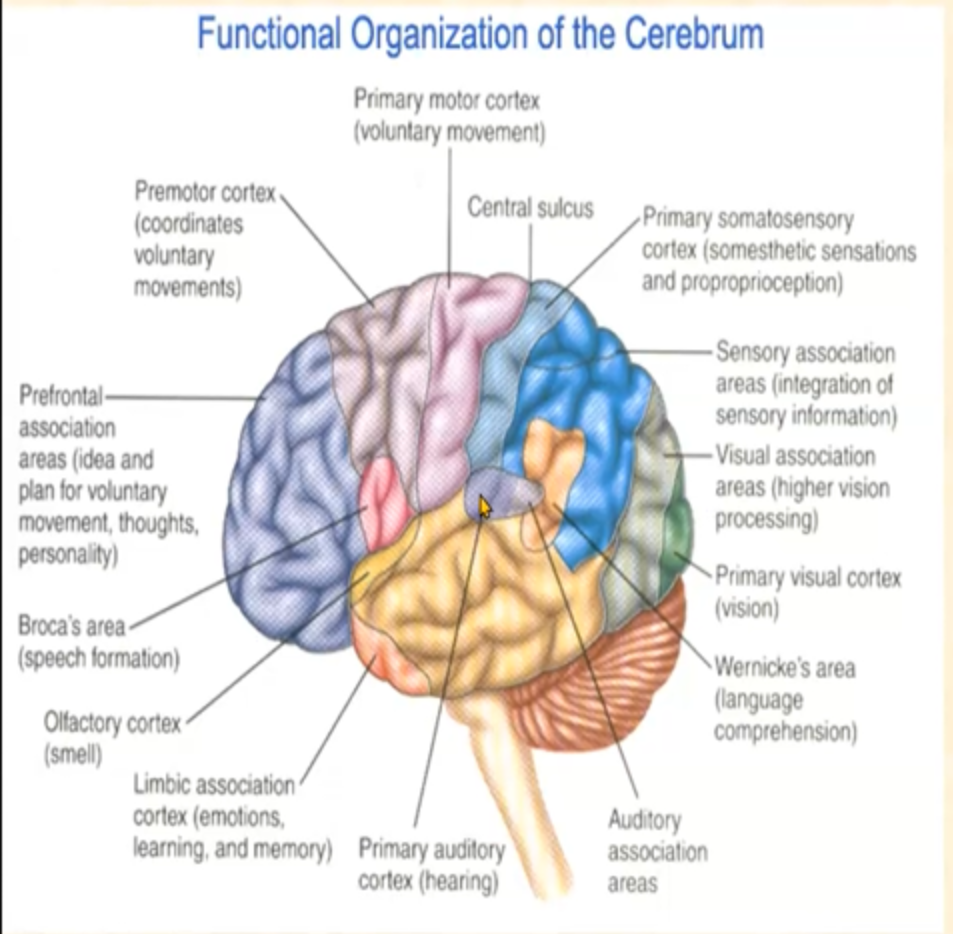 Functional Organization of the Cerebrum
Primary motor cortex
(voluntary movement)
Premotor cortex
(coordinates
voluntary
movements)
Central sulcus
Primary somatosensory
cortex (somesthetic sensations
and proproprioception)
Sensory association
areas (integration of
sensory information)
Prefrontal
association
areas (idea and
plan for voluntary
movement, thoughts,
personality)
Visual association
areas (higher vision
processing)
Primary visual cortex
(vision)
Broca's area
(speech formation)
Wernicke's area
(language
comprehension)
Olfactory cortex
(smell)
Limbic association
cortex (emotions,
learning, and memory)
Primary auditory
cortex (hearing)
Auditory
association
areas